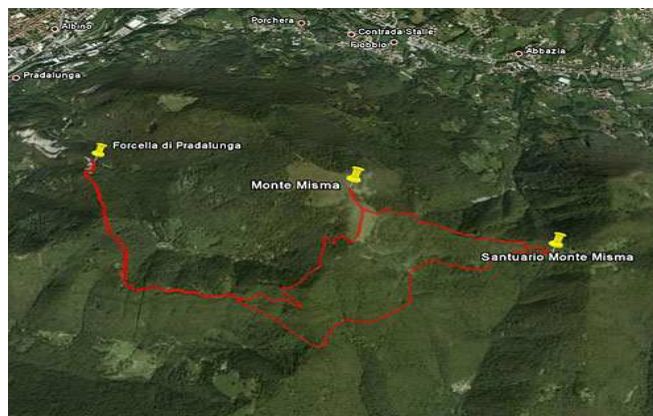 Albino
Porchera
Contrada Stalle
Fiobbio
Abbazia
Pradalunga
Forcella di Pradalunga
Monte Misma
Santuario Monte Misma